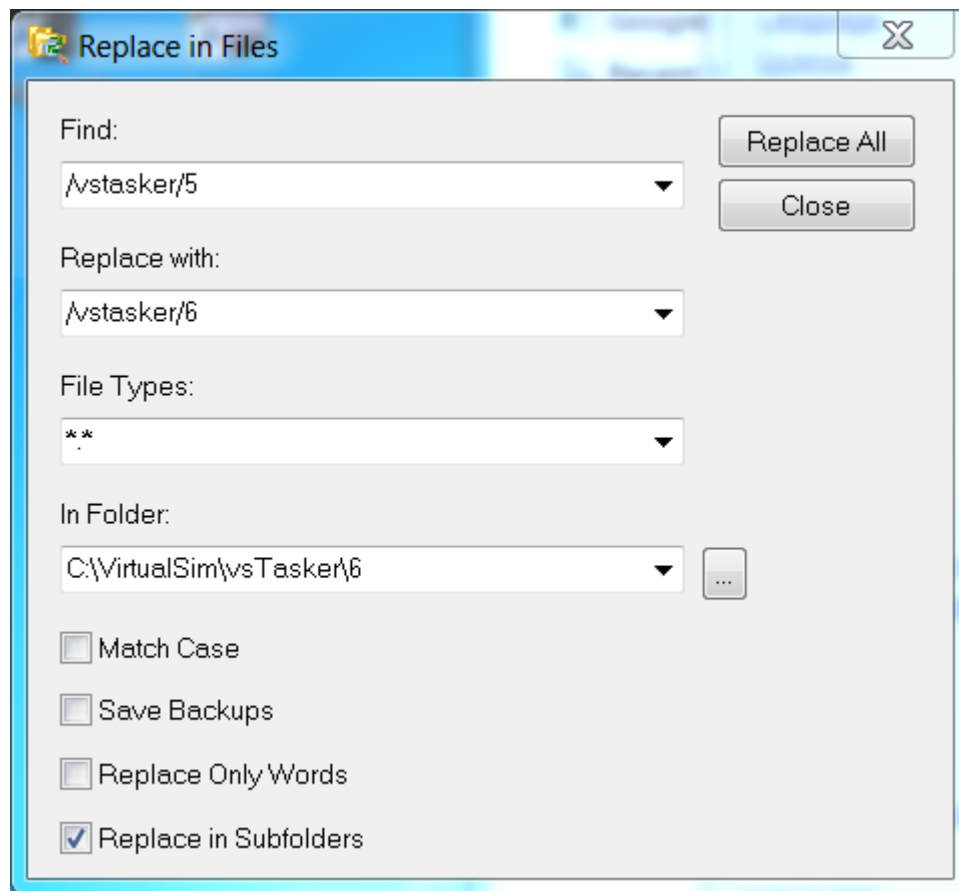 Replace in Files
Find:
Replace All
/vstasker/5
Close
Replace with:
/vstasker/6
File Types:
*.*
In Folder:
C:\VirtualSim\vsTasker\6
...
Match Case
Save Backups
Replace Only Words
Replace in Subfolders